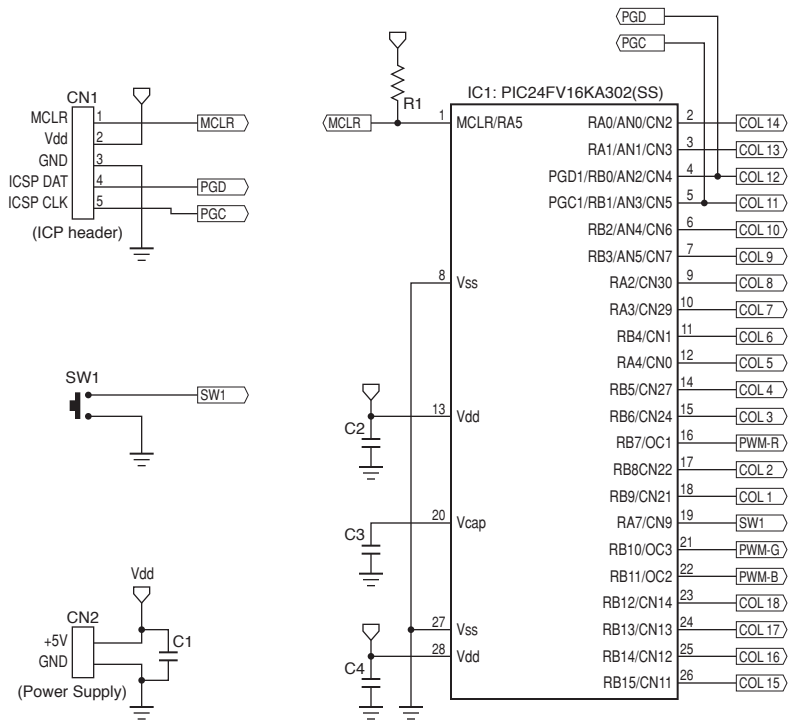 PGD
PGC
CN1
MCLR 1 MCLR
Vdd 2
GND 3
ICSP DAT 4 PGD
ICSP CLK 5 PGC
(ICP header)
R1
IC1: PIC24FV16KA302(SS)
MCLR 1 MCLR/RA5
8 Vss
C2
13 Vdd
C3
20 Vcap
27 Vss
C4
28 Vdd
RA0/AN0/CN2 2 COL 14
RA1/AN1/CN3 3 COL 13
PGD1/RB0/AN2/CN4 4 COL 12
PGC1/RB1/AN3/CN5 5 COL 11
RB2/AN4/CN6 6 COL 10
RB3/AN5/CN7 7 COL 9
RA2/CN30 9 COL 8
RA3/CN29 10 COL 7
RB4/CN1 11 COL 6
RA4/CN0 12 COL 5
RB5/CN27 14 COL 4
RB6/CN24 15 COL 3
RB7/OC1 16 PWM-R
RB8CN22 17 COL 2
RB9/CN21 18 COL 1
RA7/CN9 19 SW1
RB10/OC3 21 PWM-G
RB11/OC2 22 PWM-B
RB12/CN14 23 COL 18
RB13/CN13 24 COL 17
RB14/CN12 25 COL 16
RB15/CN11 26 COL 15
SW1
SW1
Vdd
CN2
+5V
GND
C1
(Power Supply)